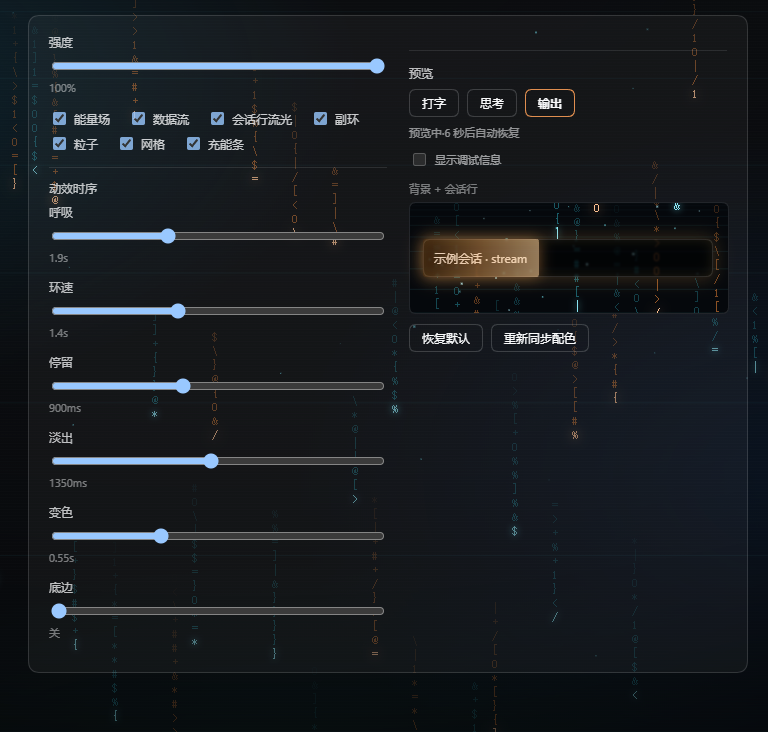 强度
100%
能量场 数据流 会话行流光 副环
粒子 网格 充能条
动效时序
呼吸
1.9s
环速
1.4s
停留
900ms
淡出
1350ms
变色
0.55s
底边
关
预览
打字 思考 输出
预览中·6 秒后自动恢复
显示调试信息
背景 + 会话行
示例会话 · stream
恢复默认 重新同步配色